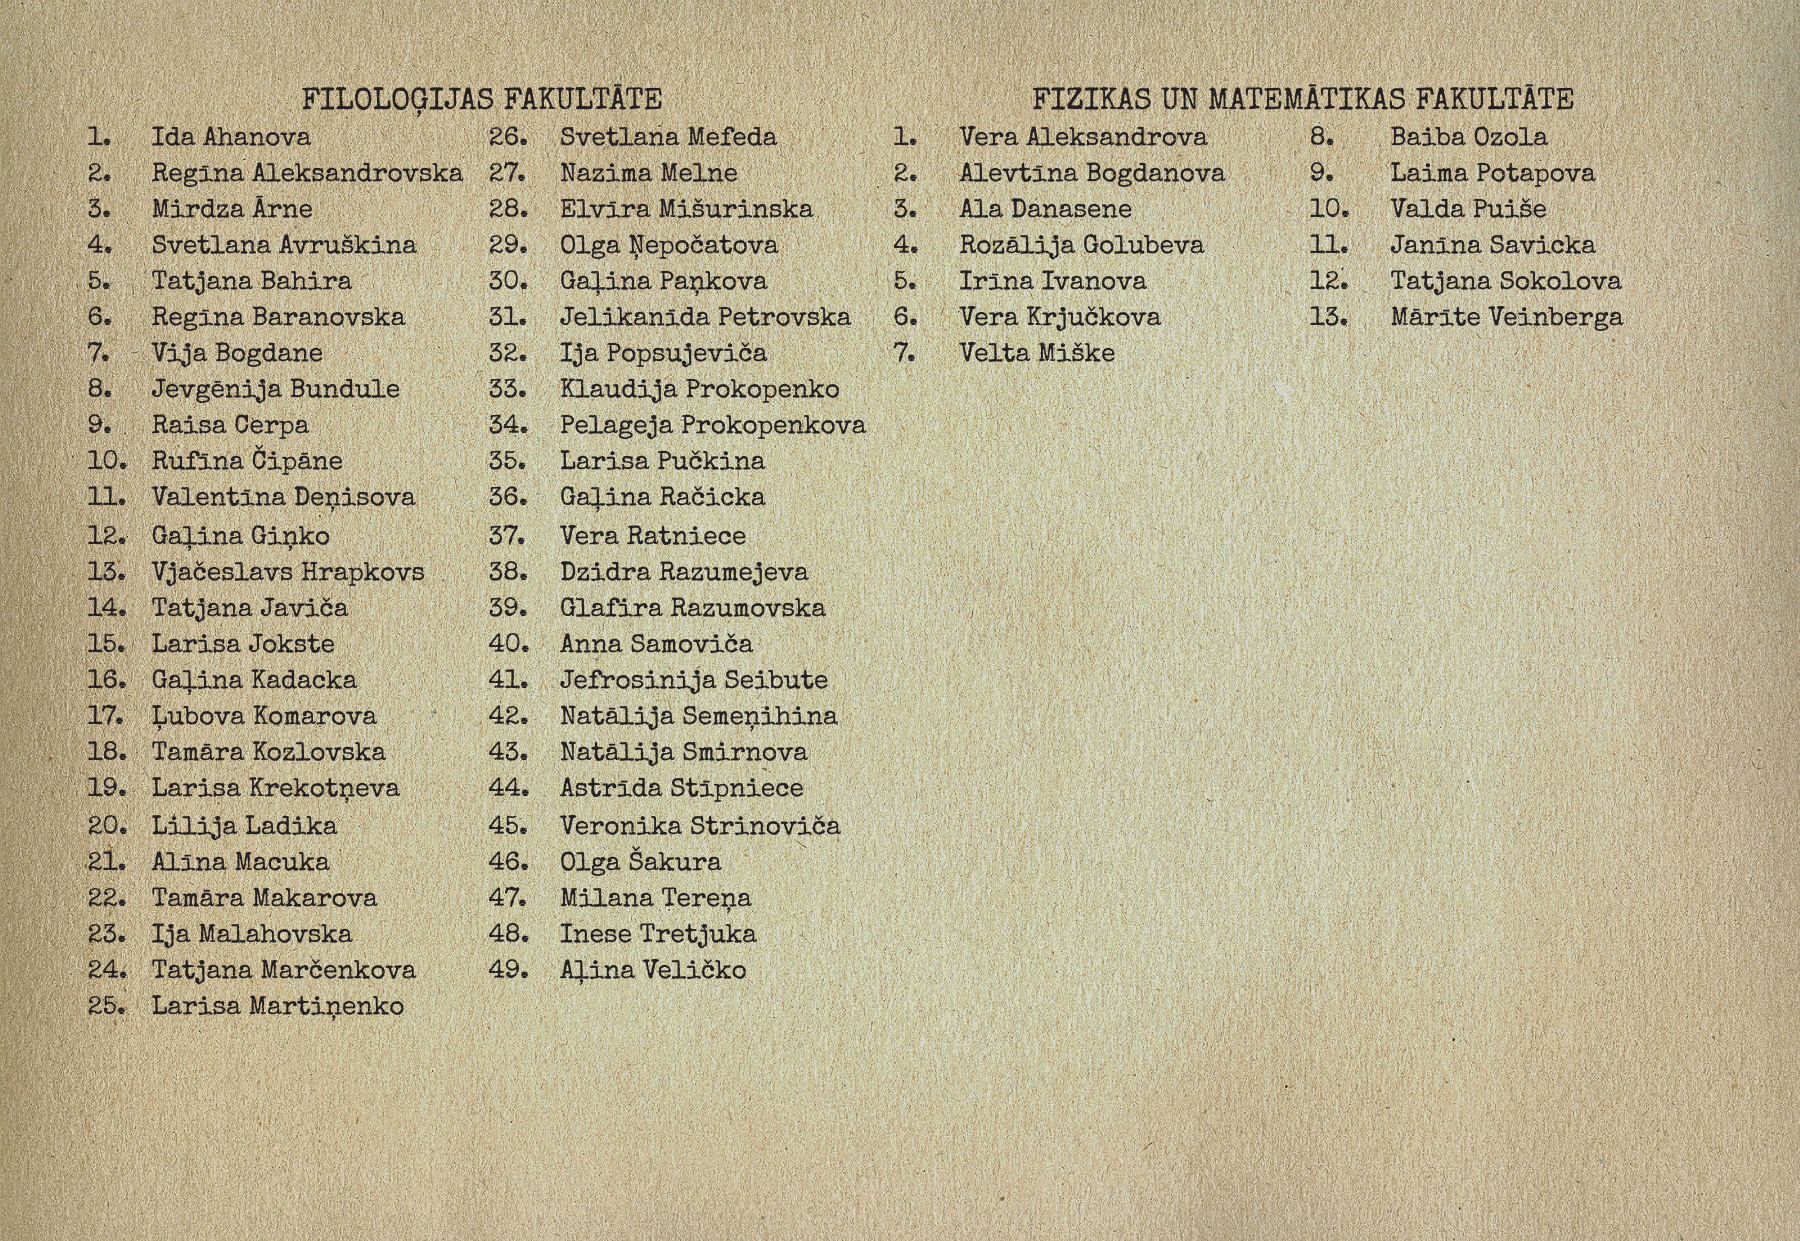 FILOLOĢIJAS FAKULTĀTE
1. Ida Ahanova
2. Regīna Aleksandrovska
3. Mirdza Ārne
4. Svetlana Avruškina
5. Tatjana Bahira
6. Regīna Baranovska
7. Vija Bogdane
8. Jevgēnija Bundule
9. Raisa Cerpa
10. Rufīna Čipāne
11. Valentīna Deņisova
12. Gaļina Giņko
13. Vjačeslavs Hrapkovs
14. Tatjana Javiča
15. Larisa Jokste
16. Gaļina Kadacka
17. Ļubova Komarova
18. Tamāra Kozlovska
19. Larisa Krekotņeva
20. Lilija Ladika
21. Alīna Macuka
22. Tamāra Makarova
23. Ija Malahovska
24. Tatjana Marčenkova
25. Larisa Martiņenko
26. Svetlana Mefeda
27. Nazima Melne
28. Elvīra Mišurinska
29. Olga Ņepočatova
30. Gaļina Paņkova
31. Jelikanīda Petrovska
32. Ija Popsujeviča
33. Klaudija Prokopenko
34. Pelageja Prokopenkova
35. Larisa Pučkina
36. Gaļina Račicka
37. Vera Ratniece
38. Dzidra Razumejeva
39. Glafira Razumovska
40. Anna Samoviča
41. Jefrosinija Seibute
42. Natālija Semeņihina
43. Natālija Smirnova
44. Astrīda Stīpniece
45. Veronika Strinoviča
46. Olga Šakura
47. Milana Tereņa
48. Inese Tretjuka
49. Aļina Veličko
FIZIKAS UN MATEMĀTIKAS FAKULTĀTE
1. Vera Aleksandrova
2. Alevtīna Bogdanova
3. Ala Danasene
4. Rozālija Golubeva
5. Irīna Ivanova
6. Vera Krjučkova
7. Velta Miške
8. Baiba Ozola
9. Laima Potapova
10. Valda Puiše
11. Janīna Savicka
12. Tatjana Sokolova
13. Mārīte Veinberga